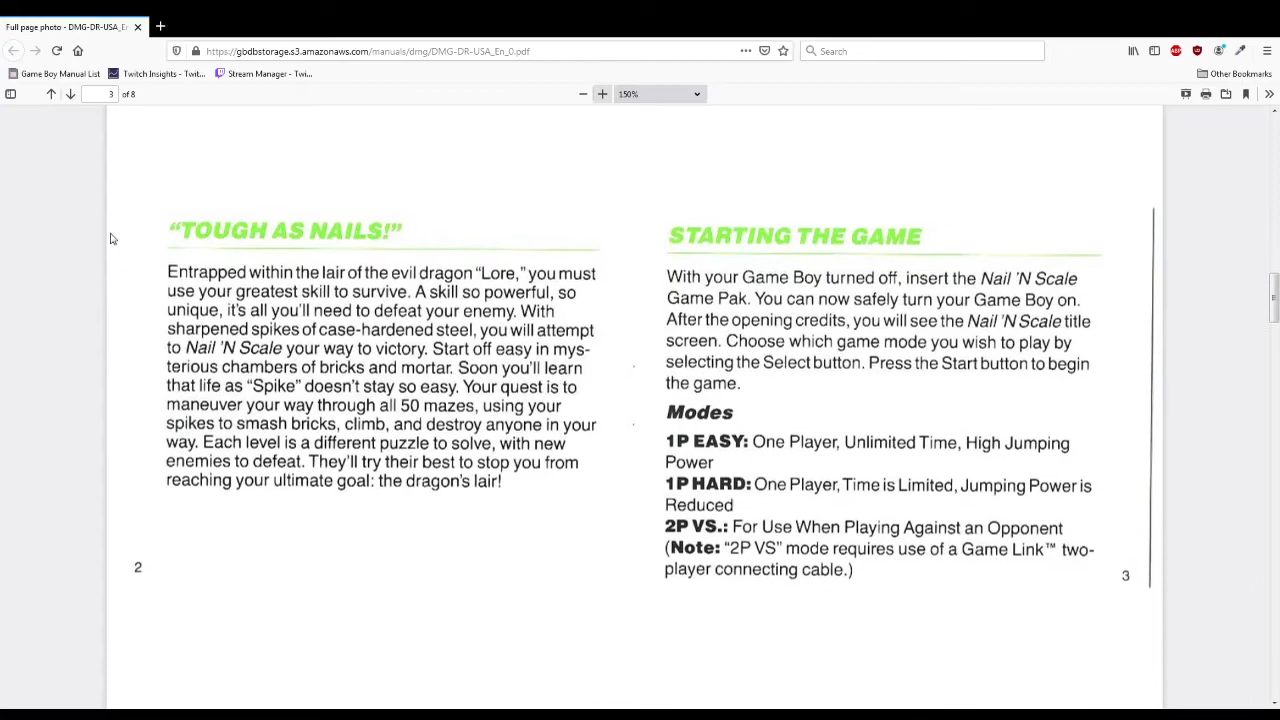 Full page photo - DMG-DR-USA_En
https://gbdbstorage.s3.amazonaws.com/manuals/dmg/DMG-DR-USA_En_0.pdf
Search
Game Boy Manual List
Twitch Insights - Twit...
Stream Manager - Twi...
Other Bookmarks
3 of 8
150%
“TOUGH AS NAILS!”
Entrapped within the lair of the evil dragon “Lore,” you must
use your greatest skill to survive. A skill so powerful, so
unique, it's all you'll need to defeat your enemy. With
sharpened spikes of case-hardened steel, you will attempt
to Nail 'N Scale your way to victory. Start off easy in mys-
terious chambers of bricks and mortar. Soon you'll learn
that life as “Spike” doesn't stay so easy. Your quest is to
maneuver your way through all 50 mazes, using your
spikes to smash bricks, climb, and destroy anyone in your
way. Each level is a different puzzle to solve, with new
enemies to defeat. They'll try their best to stop you from
reaching your ultimate goal: the dragon's lair!
2
STARTING THE GAME
With your Game Boy turned off, insert the Nail 'N Scale
Game Pak. You can now safely turn your Game Boy on.
After the opening credits, you will see the Nail 'N Scale title
screen. Choose which game mode you wish to play by
selecting the Select button. Press the Start button to begin
the game.
Modes
1P EASY: One Player, Unlimited Time, High Jumping
Power
1P HARD: One Player, Time is Limited, Jumping Power is
Reduced
2P VS.: For Use When Playing Against an Opponent
(Note: “2P VS” mode requires use of a Game Link™ two-
player connecting cable.)
3